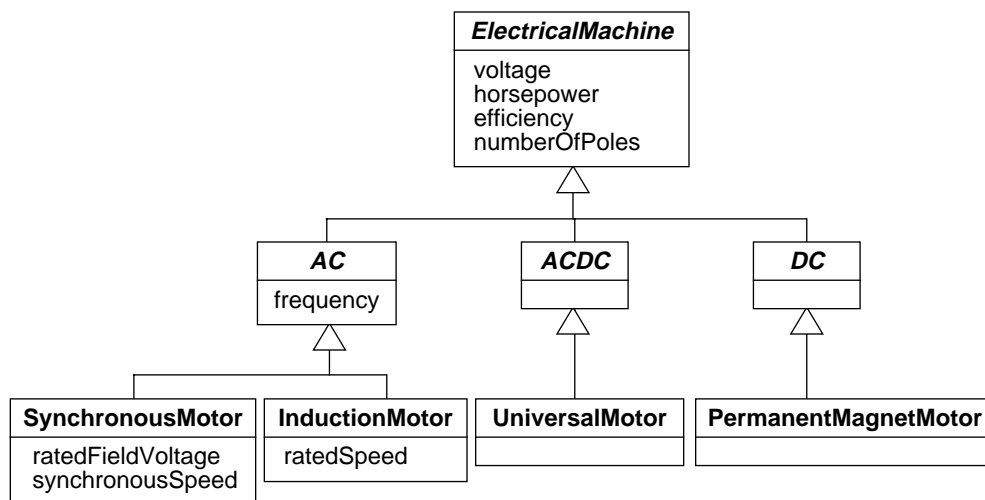 ElectricalMachine
voltage
horsepower
efficiency
numberOfPoles
AC
frequency
ACDC
DC
SynchronousMotor
ratedFieldVoltage
synchronousSpeed
InductionMotor
ratedSpeed
UniversalMotor
PermanentMagnetMotor